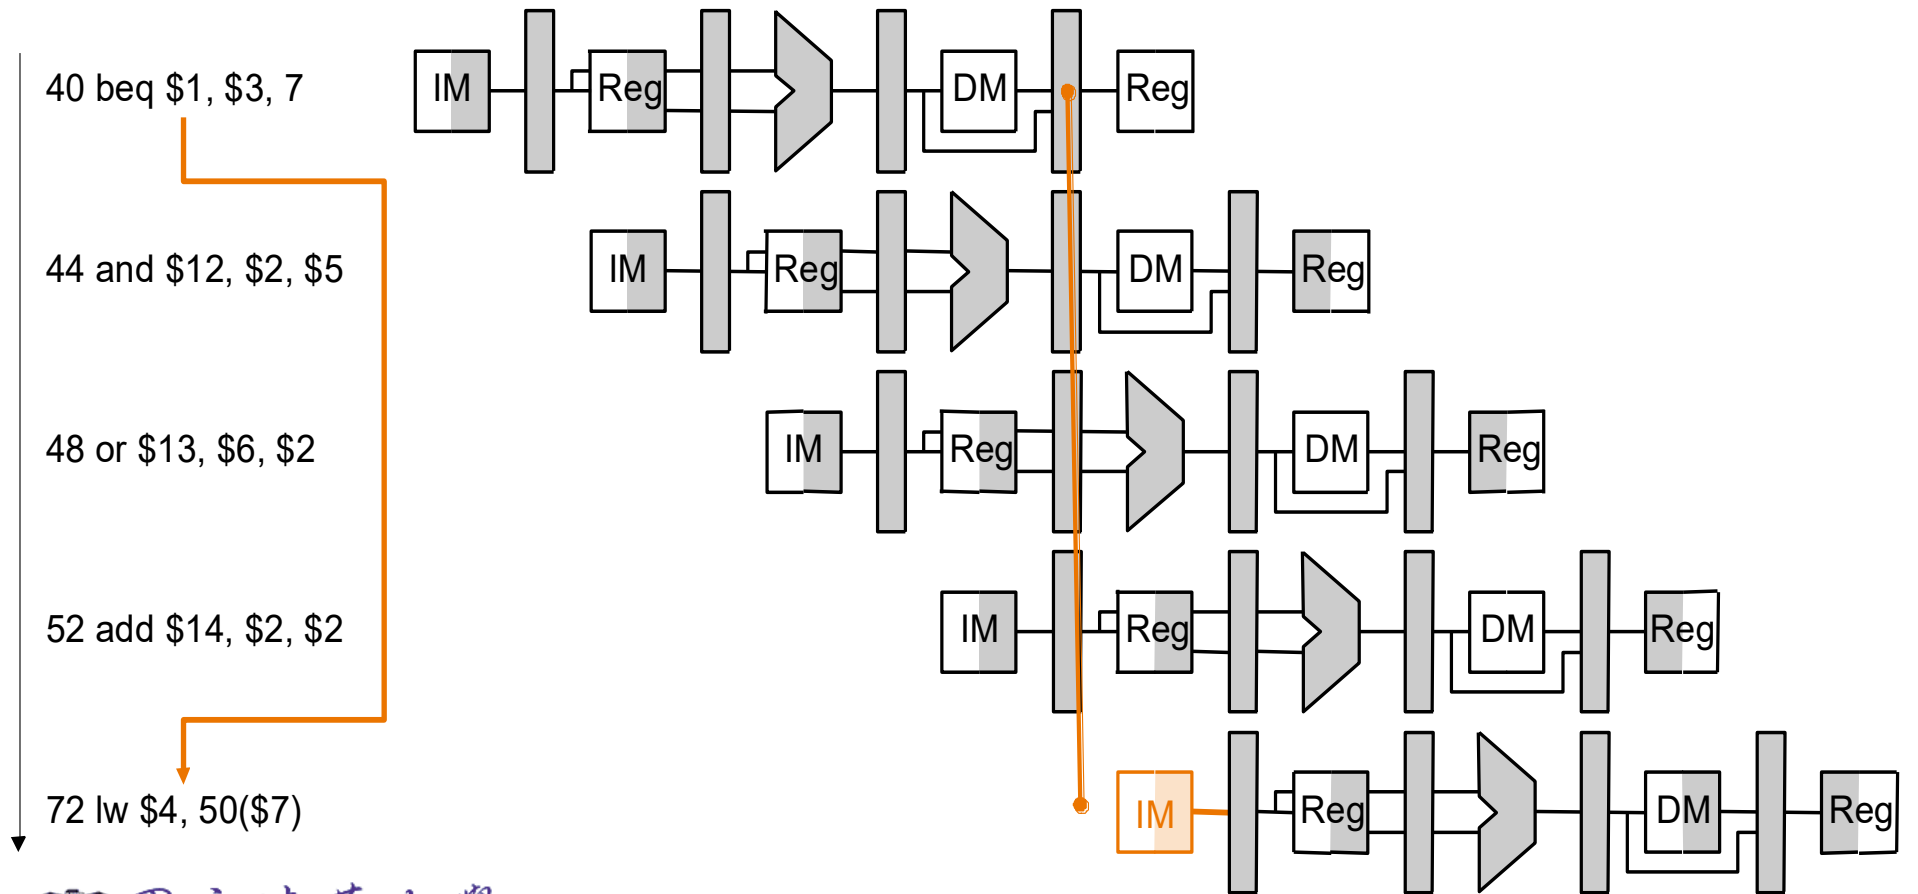 40 beq $1, $3, 7
IM Reg DM Reg
44 and $12, $2, $5
IM Reg DM Reg
48 or $13, $6, $2
IM Reg DM Reg
52 add $14, $2, $2
IM Reg DM Reg
72 lw $4, 50($7)
IM Reg DM Reg